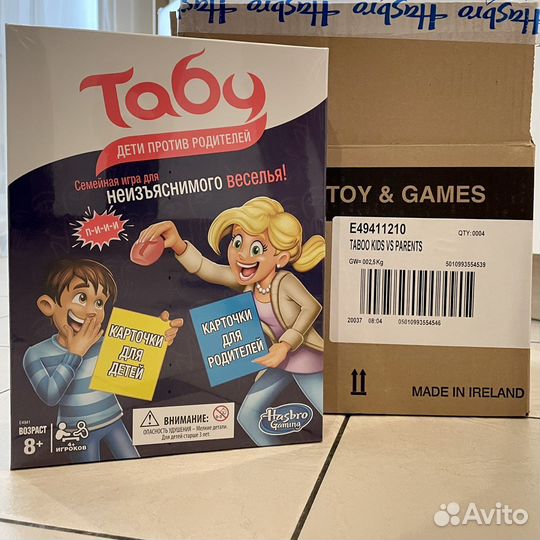 Hasbro Hasbro
Табу
ДЕТИ ПРОТИВ РОДИТЕЛЕЙ
Семейная игра для
НЕИЗЪЯСНИМОГО ВЕСЕЛЬЯ!
П-И-И-И
КАРТОЧКИ
ДЛЯ
ДЕТЕЙ
КАРТОЧКИ
ДЛЯ
РОДИТЕЛЕЙ
E4941
ВОЗРАСТ
8+
4+
ИГРОКОВ
ВНИМАНИЕ:
ОПАСНОСТЬ УДУШЕНИЯ – Мелкие детали.
Для детей старше 3 лет.
Hasbro
Gaming
TOY & GAMES
E49411210 QTY:0004
TABOO KIDS VS PARENTS
GW= 002,5 Kg 5010993554539
20037 08:04 05010993554546
MADE IN IRELAND
Avito